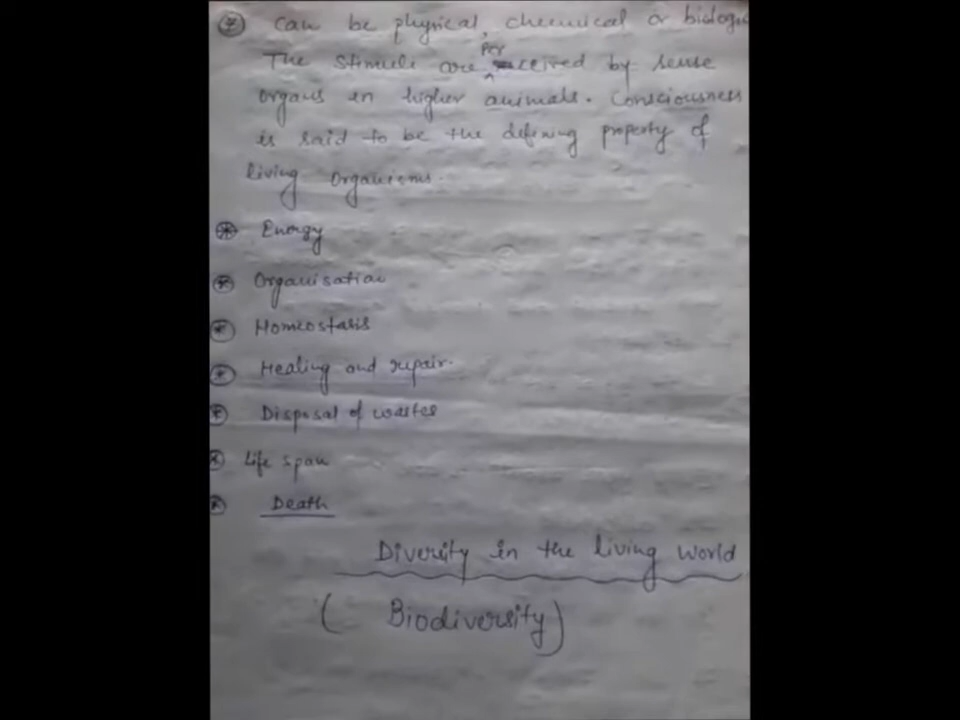 can be physical, chemical or biologic
The stimuli are perceived by sense
organs in higher animals. Consciousness
is said to be the defining property of
living organisms.
Energy
Organisation
Homeostasis
Healing and repair.
Disposal of wastes
Life span
Death
Diversity in the living world
(Biodiversity)